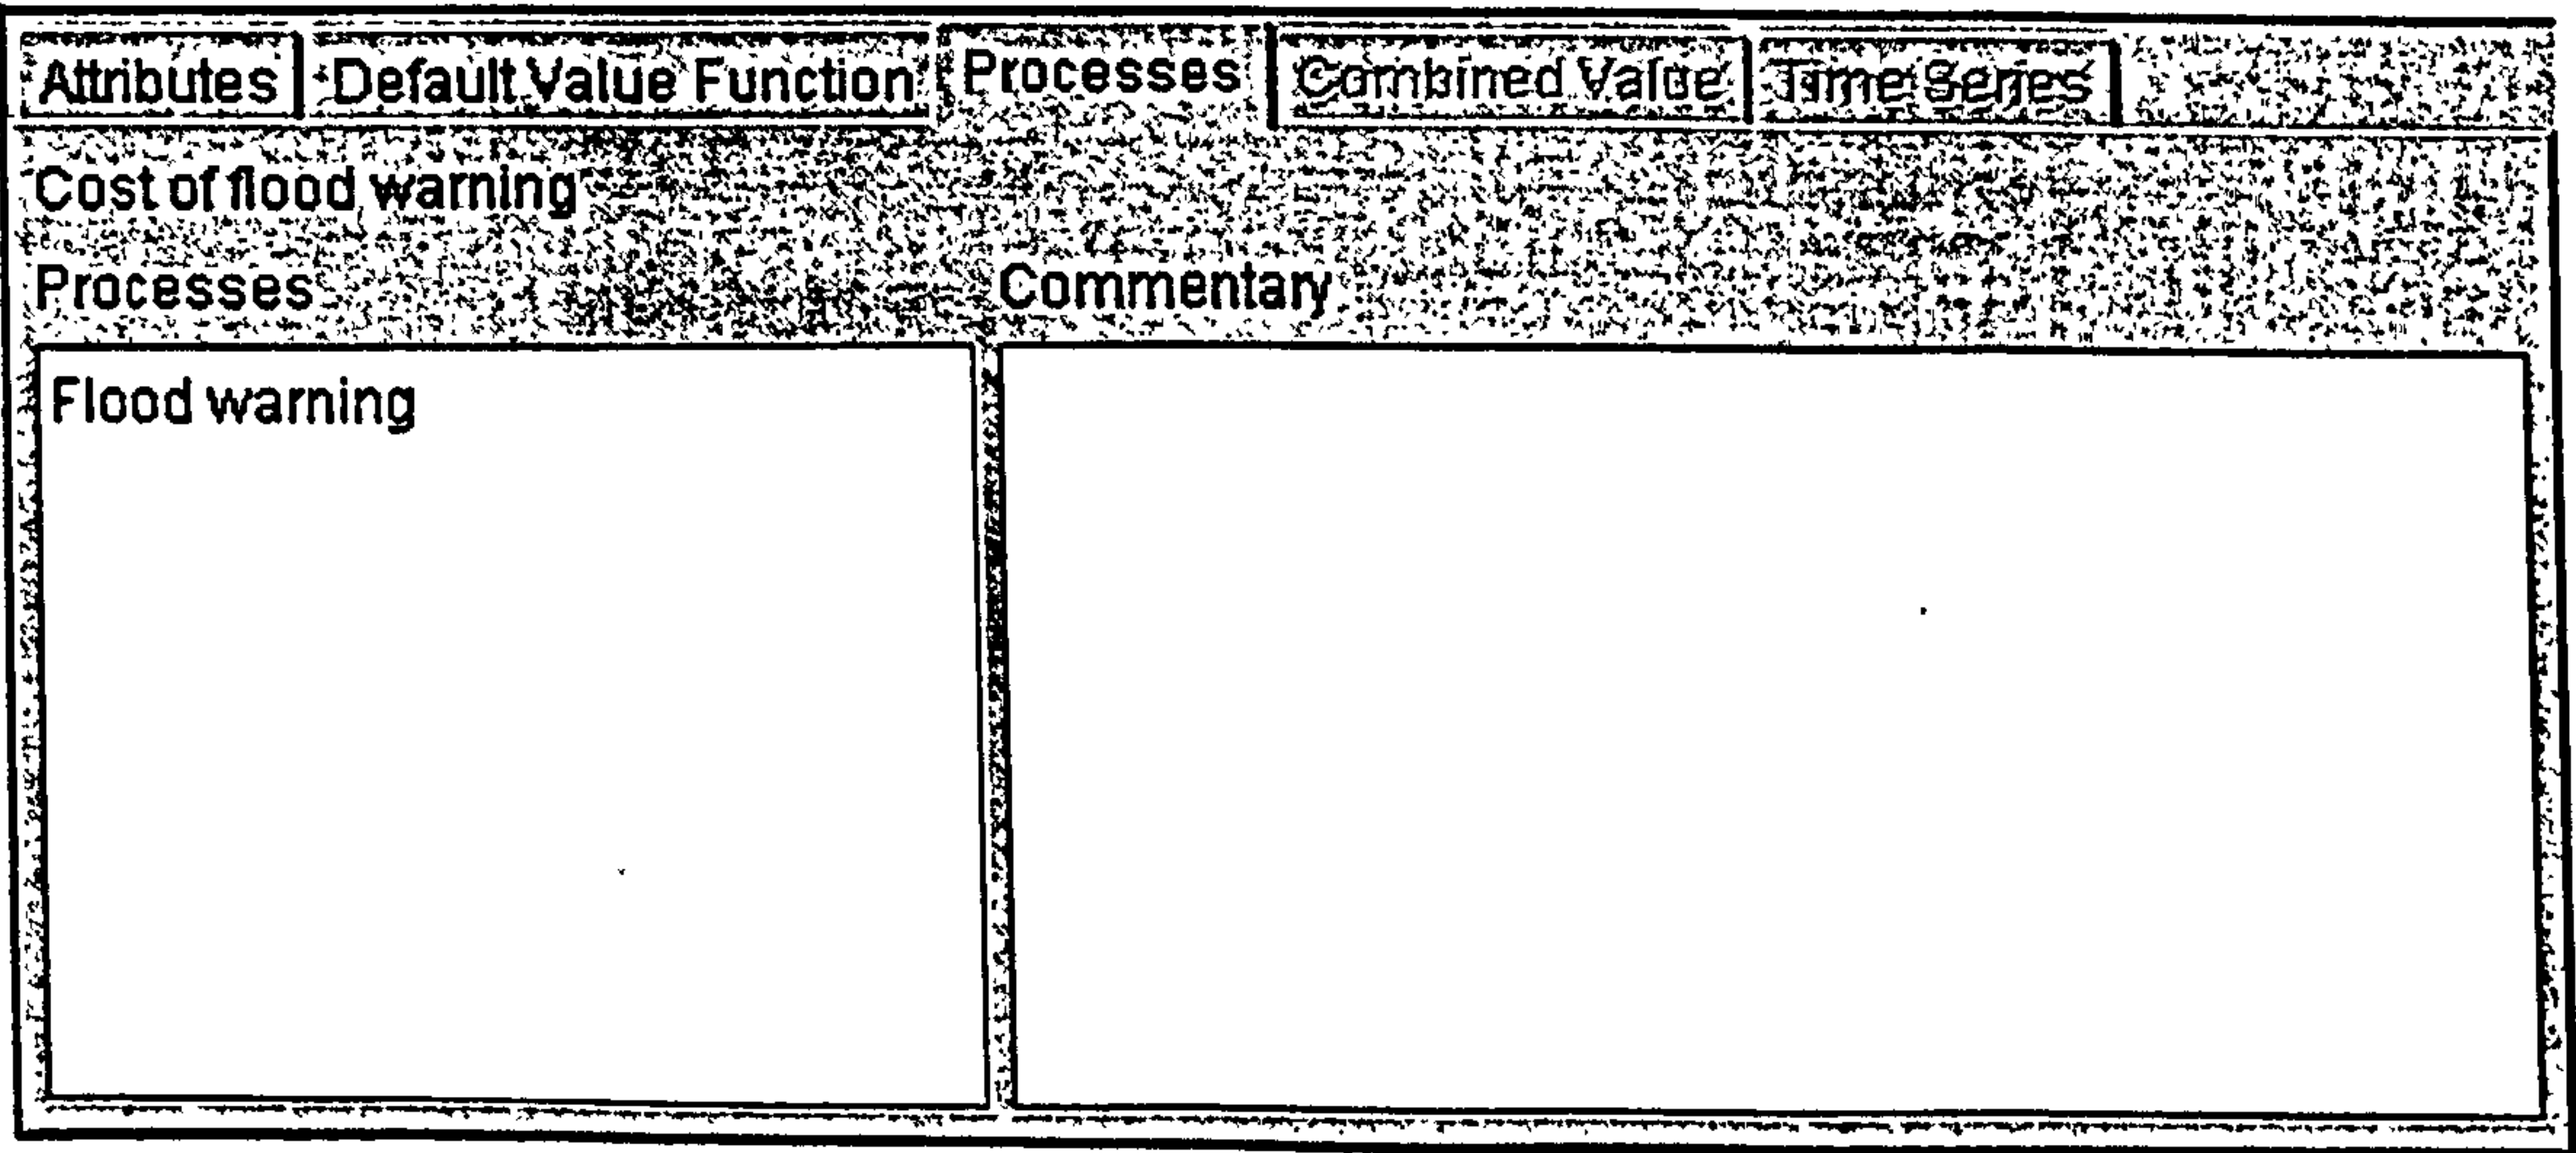 Attributes Default Value Function Processes Combined Value Time Series
Cost of flood warning
Processes Commentary
Flood warning